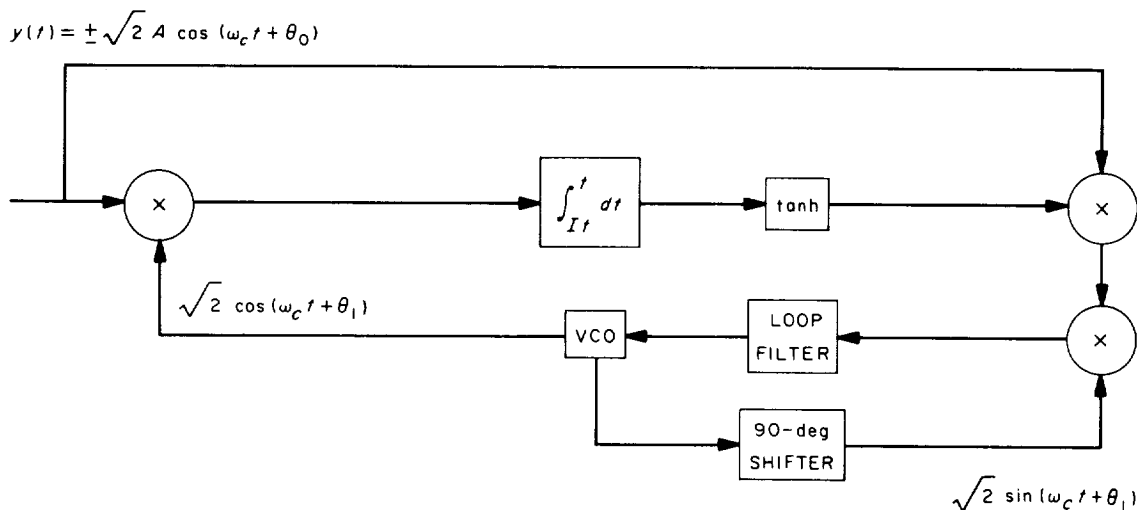 y(t) = ± √2 A cos (ω_c t + θ_0)
×
∫_{It}^{t} dt
tanh
×
√2 cos (ω_c t + θ_1)
VCO
LOOP
FILTER
×
90-deg
SHIFTER
√2 sin (ω_c t + θ_1)